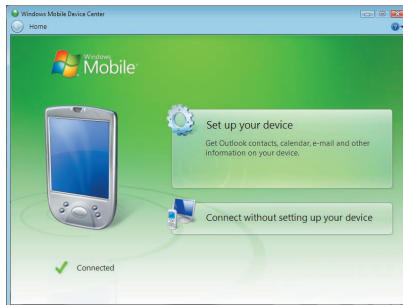 Windows Mobile Device Center
Home
Windows
Mobile
Set up your device
Get Outlook contacts, calendar, e-mail and other
information on your device.
Connect without setting up your device
Connected